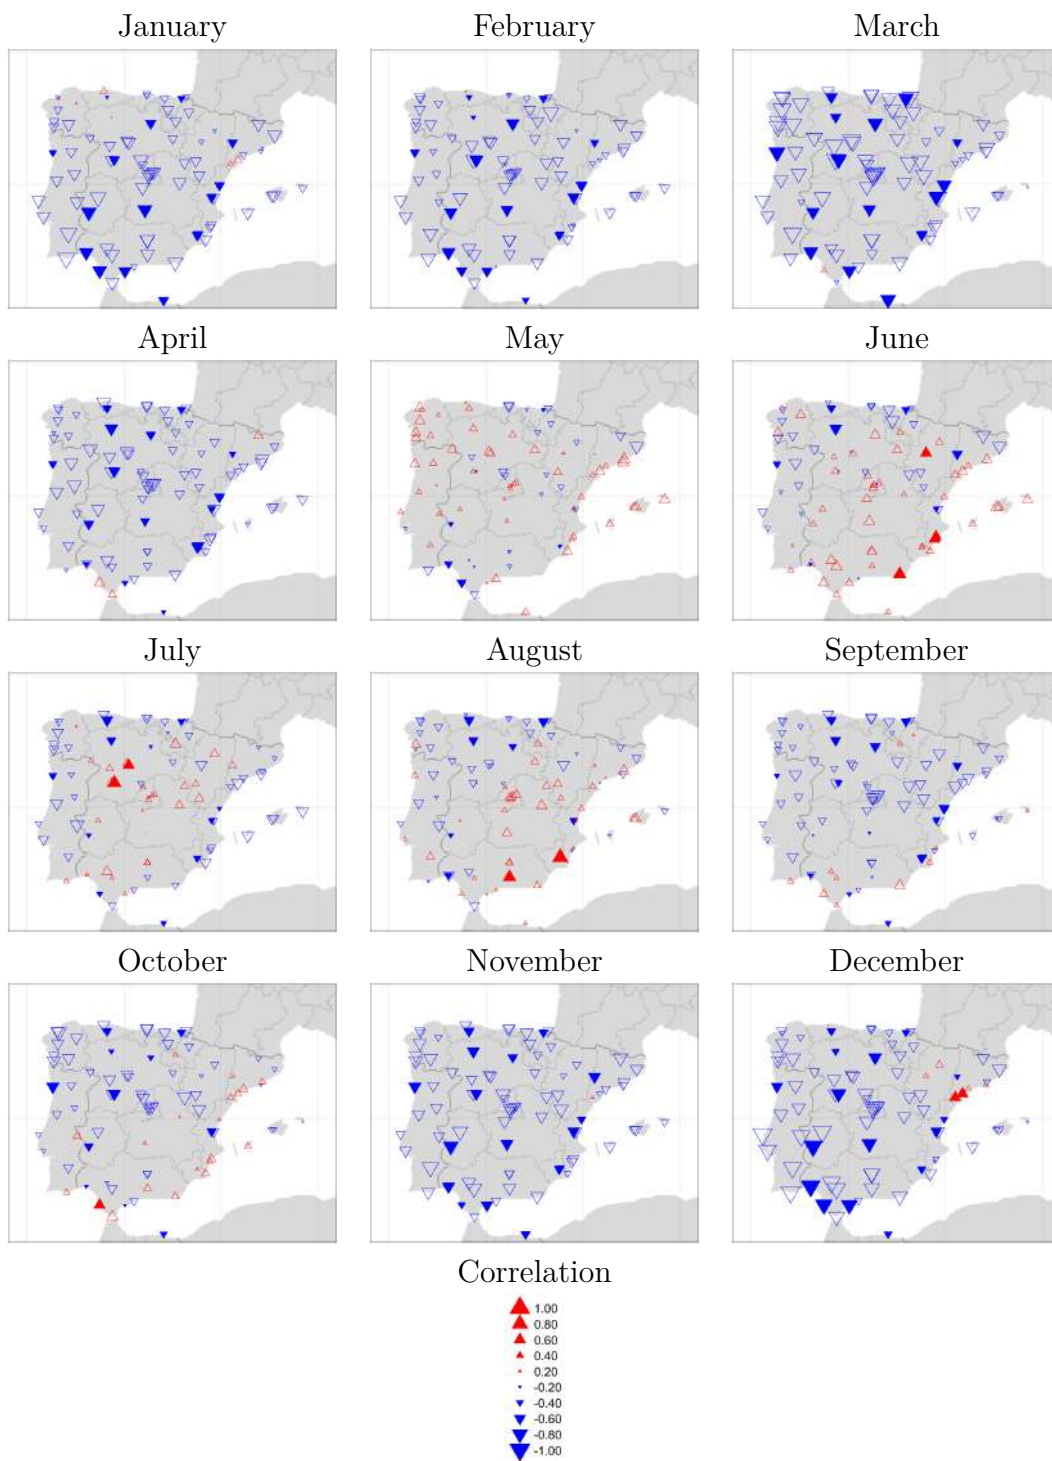 January February March
April May June
July August September
October November December
Correlation
1.00
0.80
0.60
0.40
0.20
-0.20
-0.40
-0.60
-0.80
-1.00